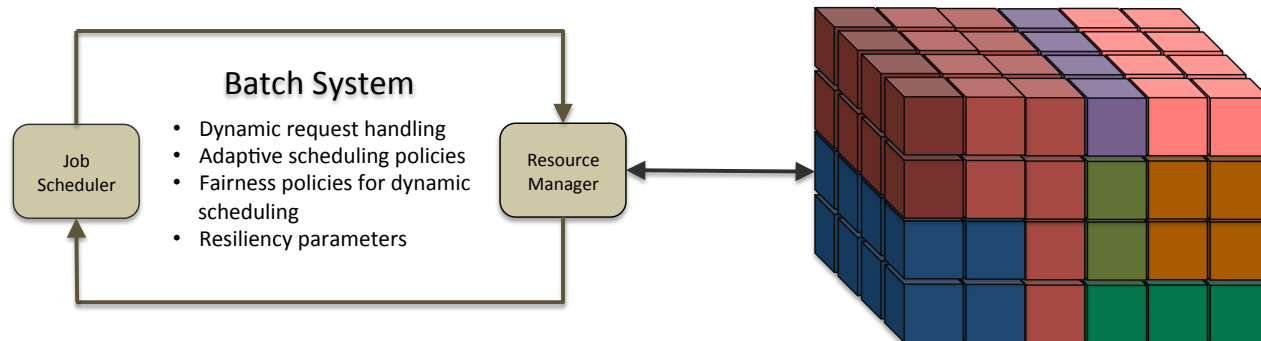 Batch System
• Dynamic request handling
• Adaptive scheduling policies
• Fairness policies for dynamic
scheduling
• Resiliency parameters
Job
Scheduler
Resource
Manager